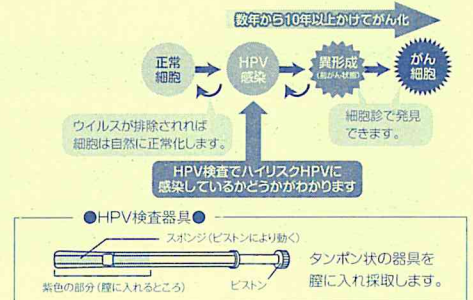 数年から10年以上かけてがん化
正常
細胞
HPV
感染
異形成
(前がん状態)
がん
細胞
ウイルスが排除されれば
細胞は自然に正常化します。
細胞診で発見
できます。
HPV検査でハイリスクHPVに
感染しているかどうかがわかります
●HPV検査器具●
スポンジ(ピストンにより動く)
紫色の部分(膣に入れるところ)
ピストン
タンポン状の器具を
膣に入れ採取します。